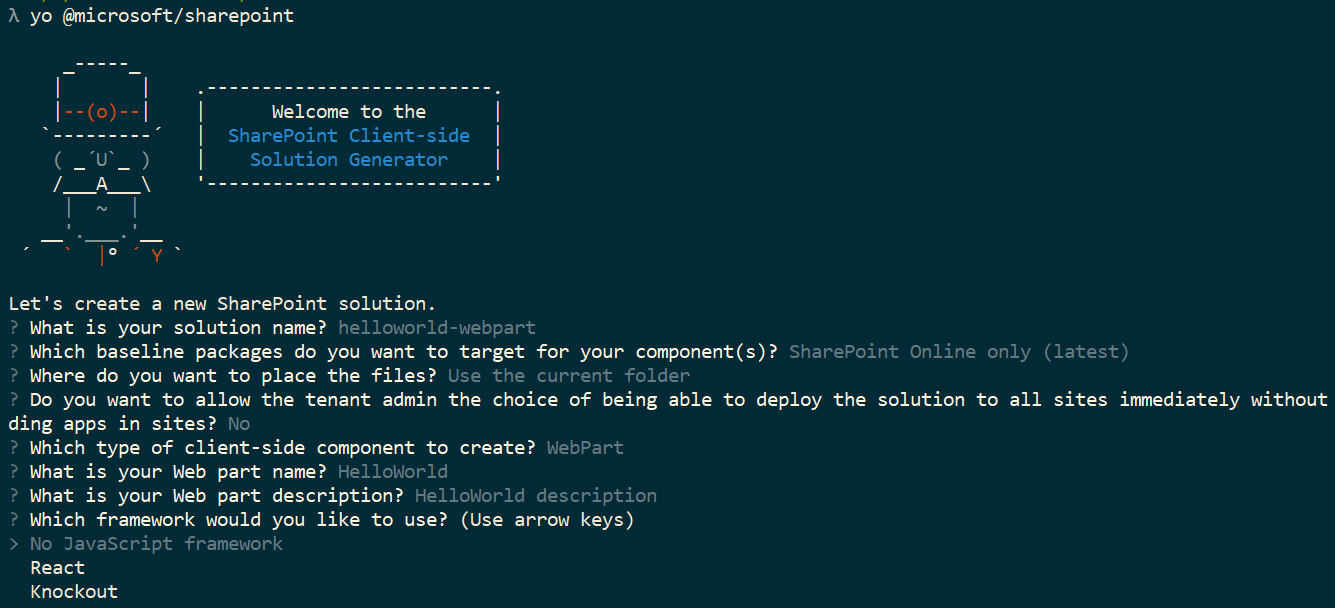 λ yo @microsoft/sharepoint
     _-----_
    |       |    .--------------------------.
    |--(o)--|    |      Welcome to the      |
   `---------´   |  SharePoint Client-side  |
    ( _´U`_ )    |    Solution Generator    |
    /___A___\    '--------------------------'
     |  ~  |
   __'.___.'__
 ´   `  |° ´ Y `
Let's create a new SharePoint solution.
? What is your solution name? helloworld-webpart
? Which baseline packages do you want to target for your component(s)? SharePoint Online only (latest)
? Where do you want to place the files? Use the current folder
? Do you want to allow the tenant admin the choice of being able to deploy the solution to all sites immediately without
ding apps in sites? No
? Which type of client-side component to create? WebPart
? What is your Web part name? HelloWorld
? What is your Web part description? HelloWorld description
? Which framework would you like to use? (Use arrow keys)
> No JavaScript framework
  React
  Knockout